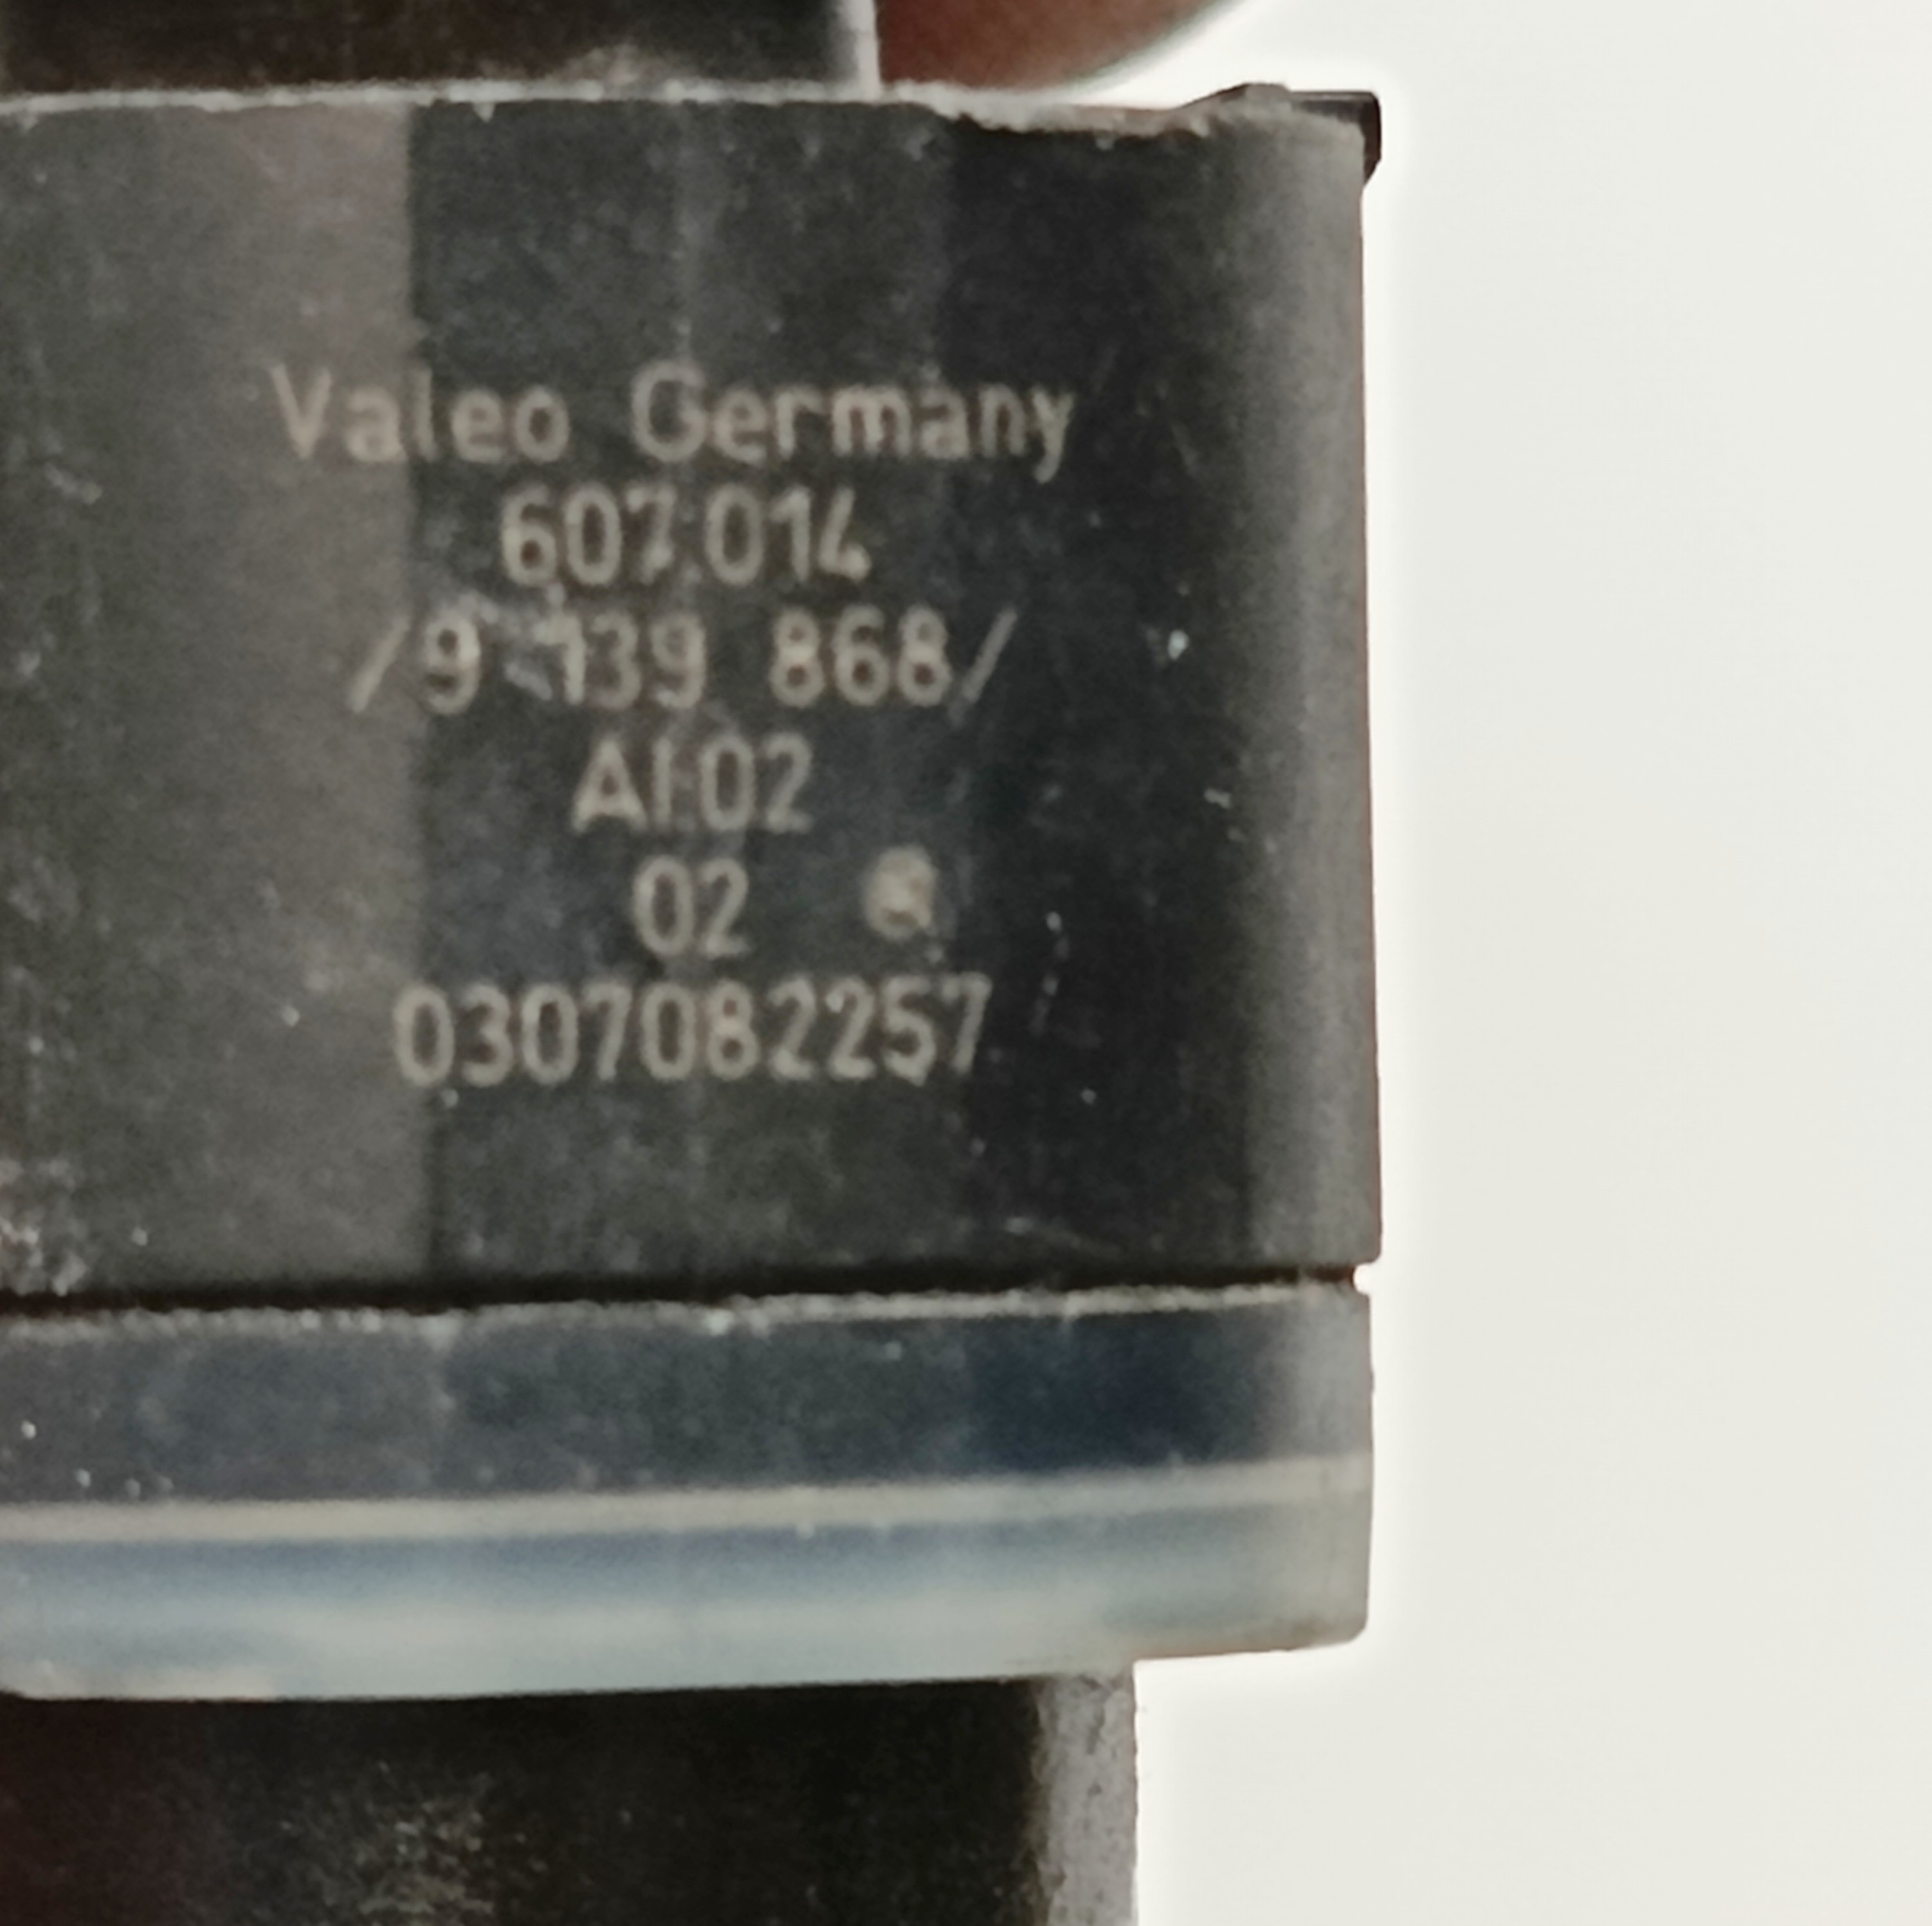 Valeo Germany
607.014
/9 139 868/
AI:02
02
0307082257